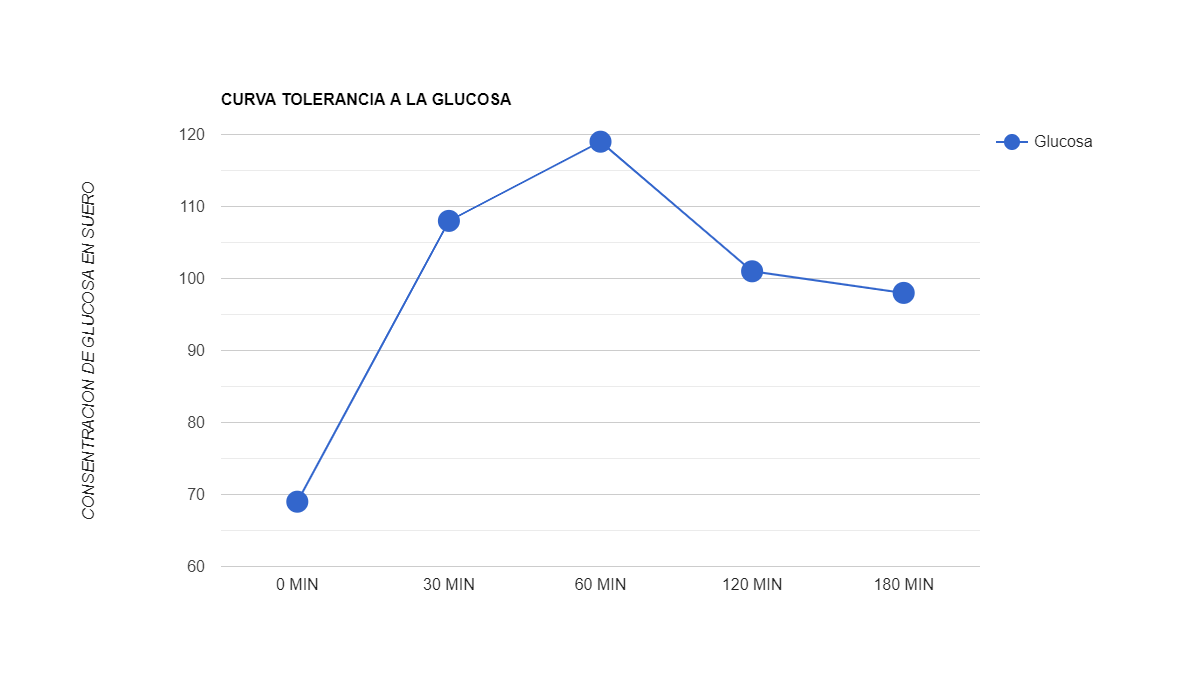 CURVA TOLERANCIA A LA GLUCOSA
120
110
100
90
80
70
60
CONSENTRACION DE GLUCOSA EN SUERO
0 MIN
30 MIN
60 MIN
120 MIN
180 MIN
Glucosa